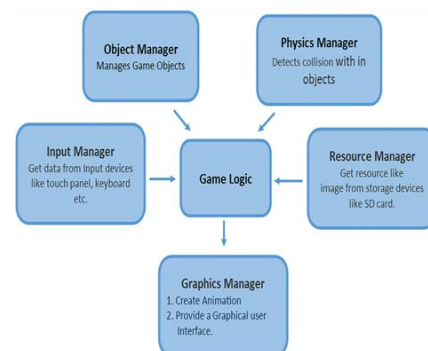 Object Manager
Manages Game Objects
Physics Manager
Detects collision with in
objects
Input Manager
Get data from Input devices
like touch panel, keyboard
etc.
Game Logic
Resource Manager
Get resource like
image from storage devices
like SD card.
Graphics Manager
1. Create Animation
2. Provide a Graphical user
Interface.